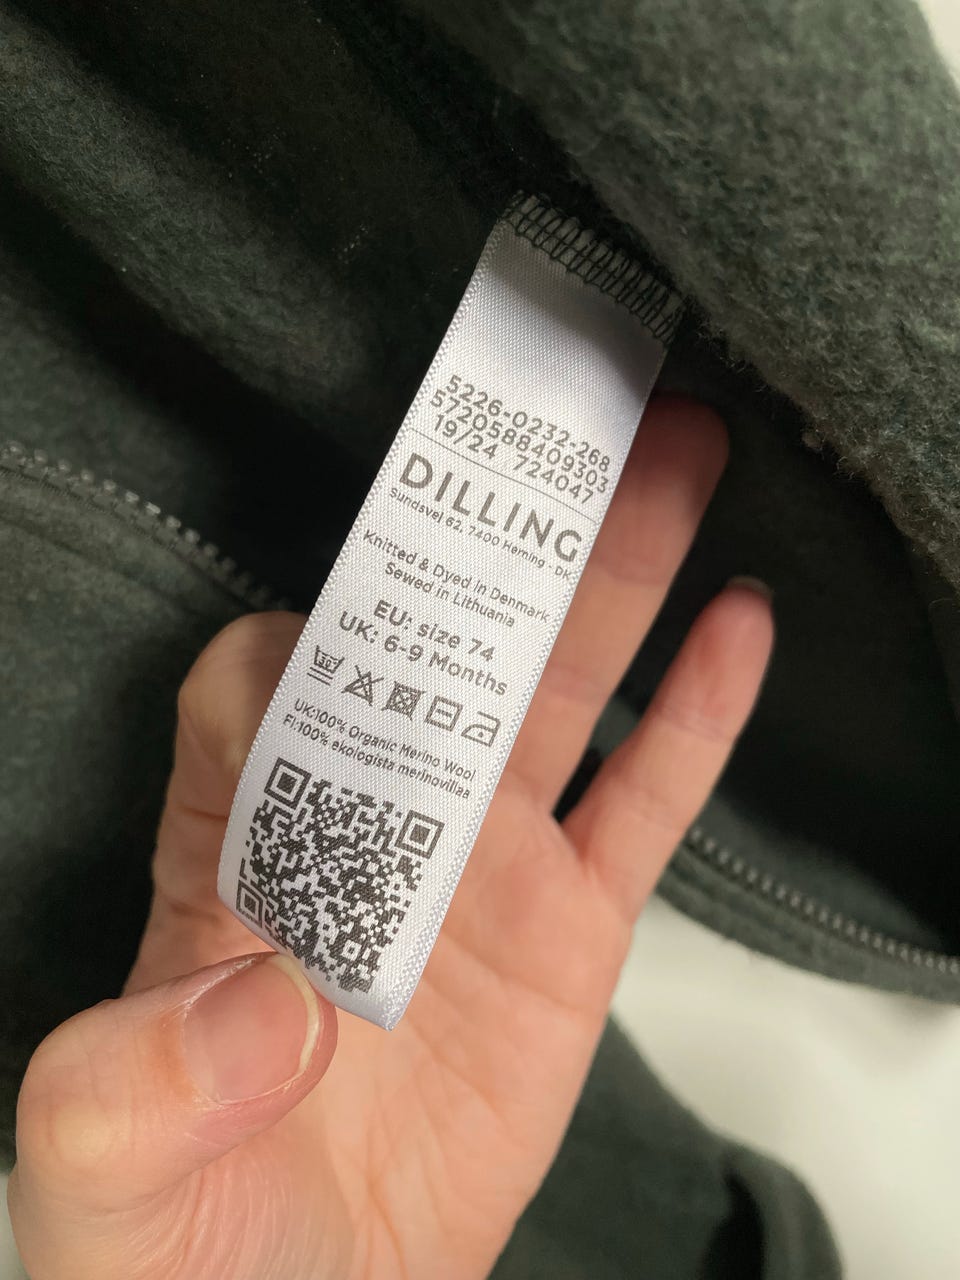 5226-0232-268
5720588409303
19/24 724047
DILLING
Sundsvej 62, 7400 Herning - DK
Knitted & Dyed in Denmark
Sewed in Lithuania
EU: size 74
UK: 6-9 Months
30°
UK:100% Organic Merino Wool
FI:100% ekologista merinovillaa